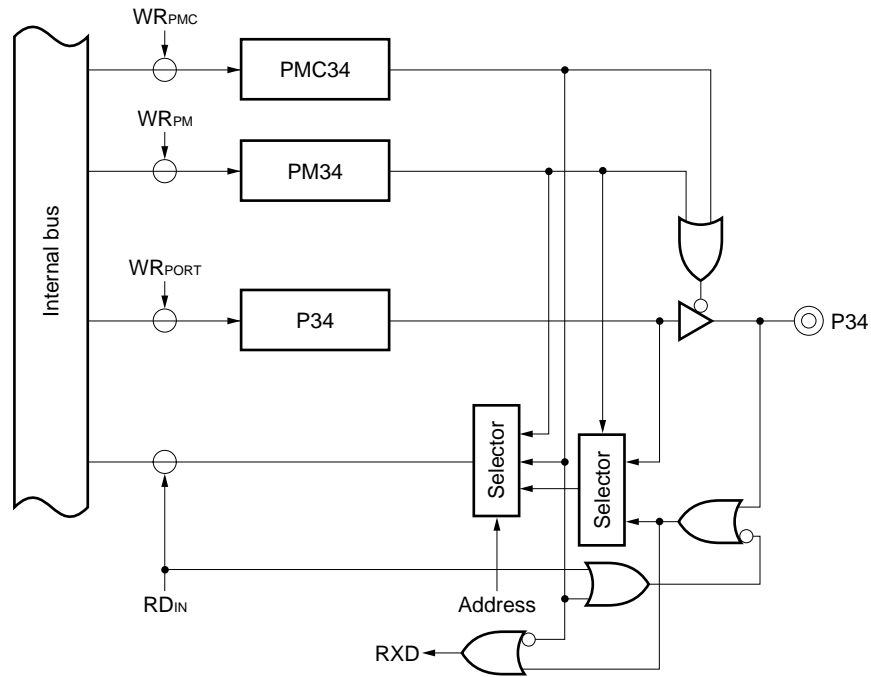 WRPMC
PMC34
WRPM
PM34
Internal bus
WRPORT
P34
P34
Selector
Selector
RDIN
Address
RXD